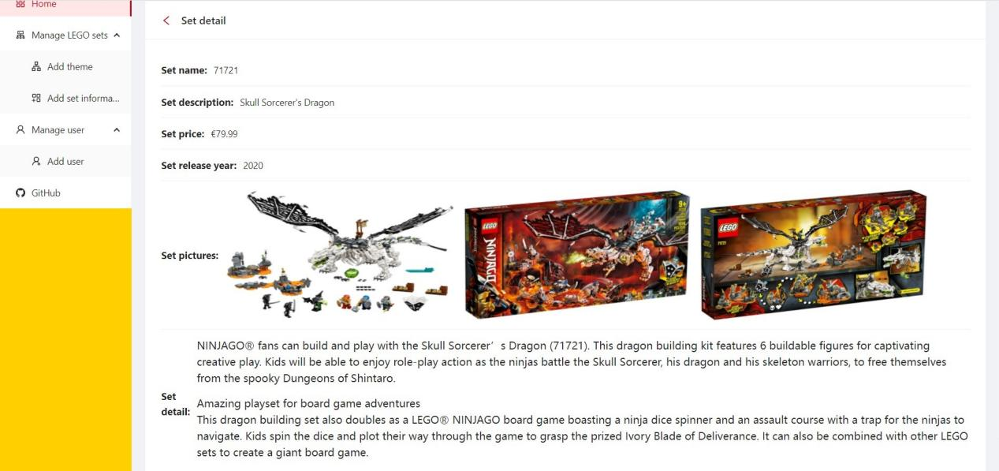 Home
Set detail
Manage LEGO sets
Add theme
Add set informa...
Manage user
Add user
GitHub
Set name: 71721
Set description: Skull Sorcerer's Dragon
Set price: €79.99
Set release year: 2020
Set pictures:
LEGO
NINJAGO
9+
LEGO
Set detail:
NINJAGO® fans can build and play with the Skull Sorcerer’s Dragon (71721). This dragon building kit features 6 buildable figures for captivating
creative play. Kids will be able to enjoy role-play action as the ninjas battle the Skull Sorcerer, his dragon and his skeleton warriors, to free themselves
from the spooky Dungeons of Shintaro.
Amazing playset for board game adventures
This dragon building set also doubles as a LEGO® NINJAGO board game boasting a ninja dice spinner and an assault course with a trap for the ninjas to
navigate. Kids spin the dice and plot their way through the game to grasp the prized Ivory Blade of Deliverance. It can also be combined with other LEGO
sets to create a giant board game.